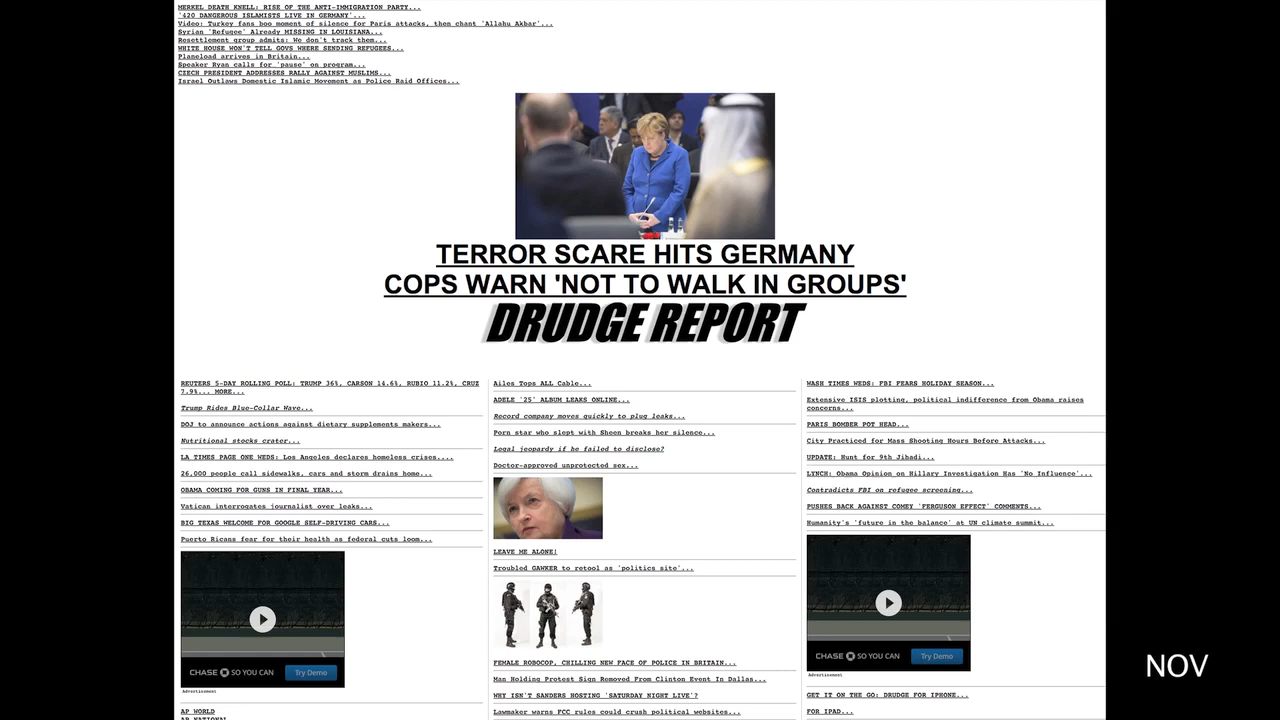 MERKEL DEATH KNELL: RISE OF THE ANTI-IMMIGRATION PARTY...
'420 DANGEROUS ISLAMISTS LIVE IN GERMANY'...
Video: Turkey fans boo moment of silence for Paris attacks, then chant 'Allahu Akbar'...
Syrian 'Refugee' Already MISSING IN LOUISIANA...
Resettlement group admits: We don't track them...
WHITE HOUSE WON'T TELL GOVS WHERE SENDING REFUGEES...
Planeload arrives in Britain...
Speaker Ryan calls for 'pause' on program...
CZECH PRESIDENT ADDRESSES RALLY AGAINST MUSLIMS...
Israel Outlaws Domestic Islamic Movement as Police Raid Offices...
TERROR SCARE HITS GERMANY
COPS WARN 'NOT TO WALK IN GROUPS'
DRUDGE REPORT
REUTERS 5-DAY ROLLING POLL: TRUMP 36%, CARSON 14.6%, RUBIO 11.2%, CRUZ
7.9%... MORE...
Trump Rides Blue-Collar Wave...
DOJ to announce actions against dietary supplements makers...
Nutritional stocks crater...
LA TIMES PAGE ONE WEDS: Los Angeles declares homeless crises....
26,000 people call sidewalks, cars and storm drains home...
OBAMA COMING FOR GUNS IN FINAL YEAR...
Vatican interrogates journalist over leaks...
BIG TEXAS WELCOME FOR GOOGLE SELF-DRIVING CARS...
Puerto Ricans fear for their health as federal cuts loom...
CHASE SO YOU CAN
Try Demo
Advertisement
AP WORLD
AP NATIONAL
Ailes Tops ALL Cable...
ADELE '25' ALBUM LEAKS ONLINE...
Record company moves quickly to plug leaks...
Porn star who slept with Sheen breaks her silence...
Legal jeopardy if he failed to disclose?
Doctor-approved unprotected sex...
LEAVE ME ALONE!
Troubled GAWKER to retool as 'politics site'...
FEMALE ROBOCOP, CHILLING NEW FACE OF POLICE IN BRITAIN...
Man Holding Protest Sign Removed From Clinton Event In Dallas...
WHY ISN'T SANDERS HOSTING 'SATURDAY NIGHT LIVE'?
Lawmaker warns FCC rules could crush political websites...
WASH TIMES WEDS: FBI FEARS HOLIDAY SEASON...
Extensive ISIS plotting, political indifference from Obama raises
concerns...
PARIS BOMBER POT HEAD...
City Practiced for Mass Shooting Hours Before Attacks...
UPDATE: Hunt for 9th Jihadi...
LYNCH: Obama Opinion on Hillary Investigation Has 'No Influence'...
Contradicts FBI on refugee screening...
PUSHES BACK AGAINST COMEY 'FERGUSON EFFECT' COMMENTS...
Humanity's 'future in the balance' at UN climate summit...
CHASE SO YOU CAN
Try Demo
Advertisement
GET IT ON THE GO: DRUDGE FOR IPHONE...
FOR IPAD...
NOV